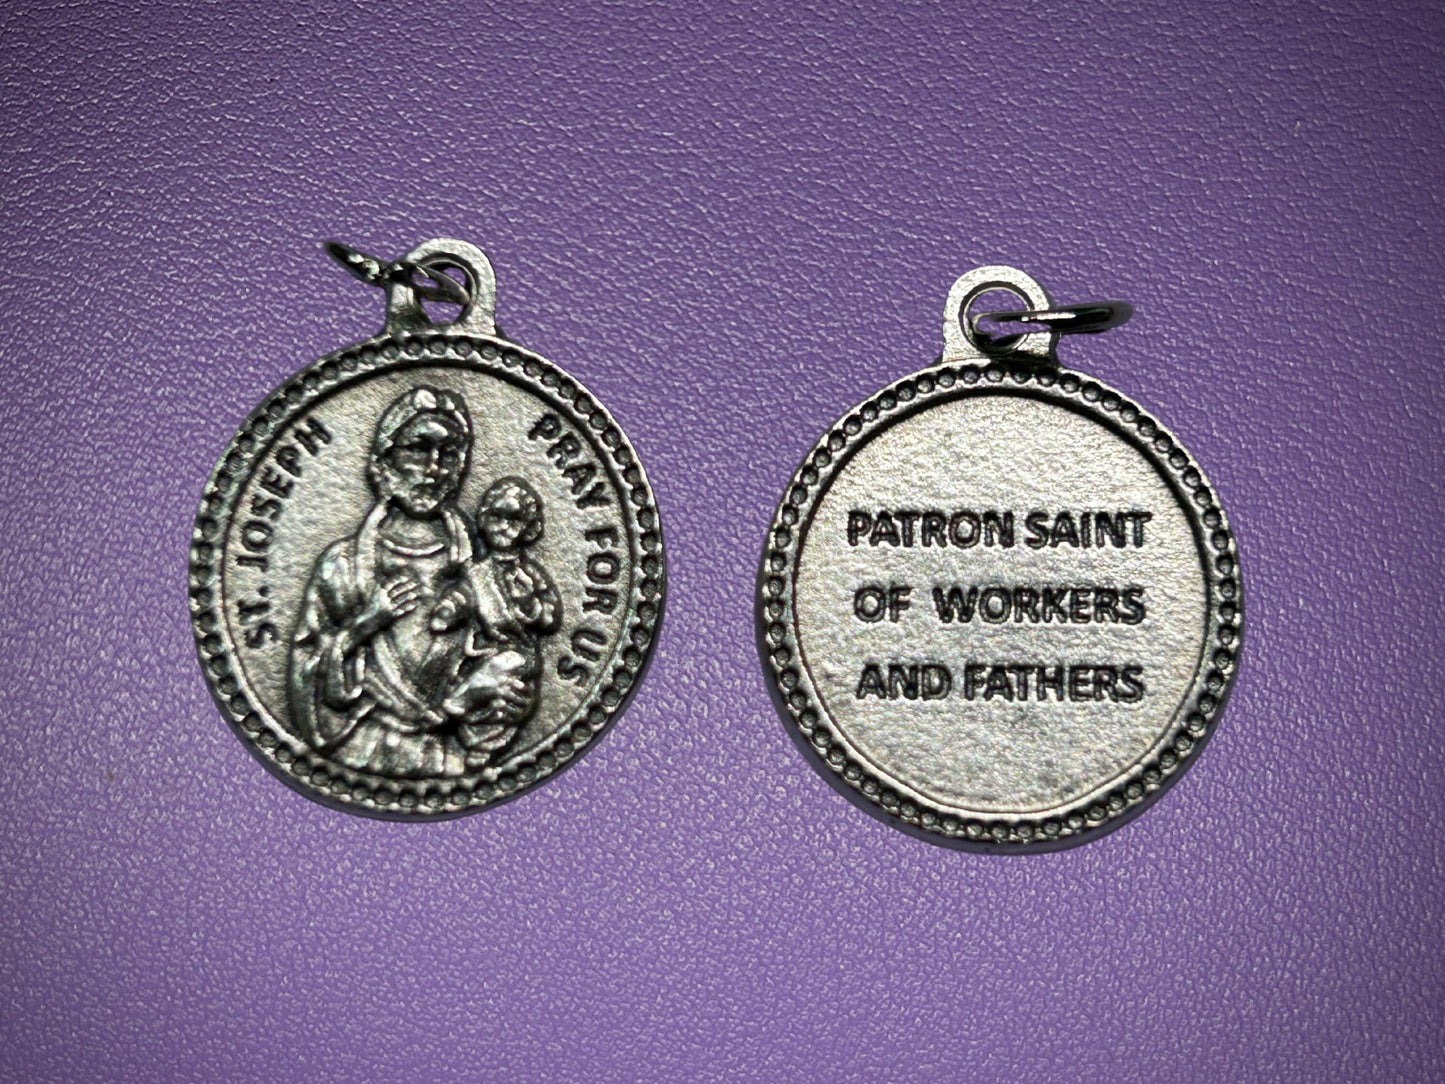 ST. JOSEPH
PRAY FOR US
PATRON SAINT
OF WORKERS
AND FATHERS